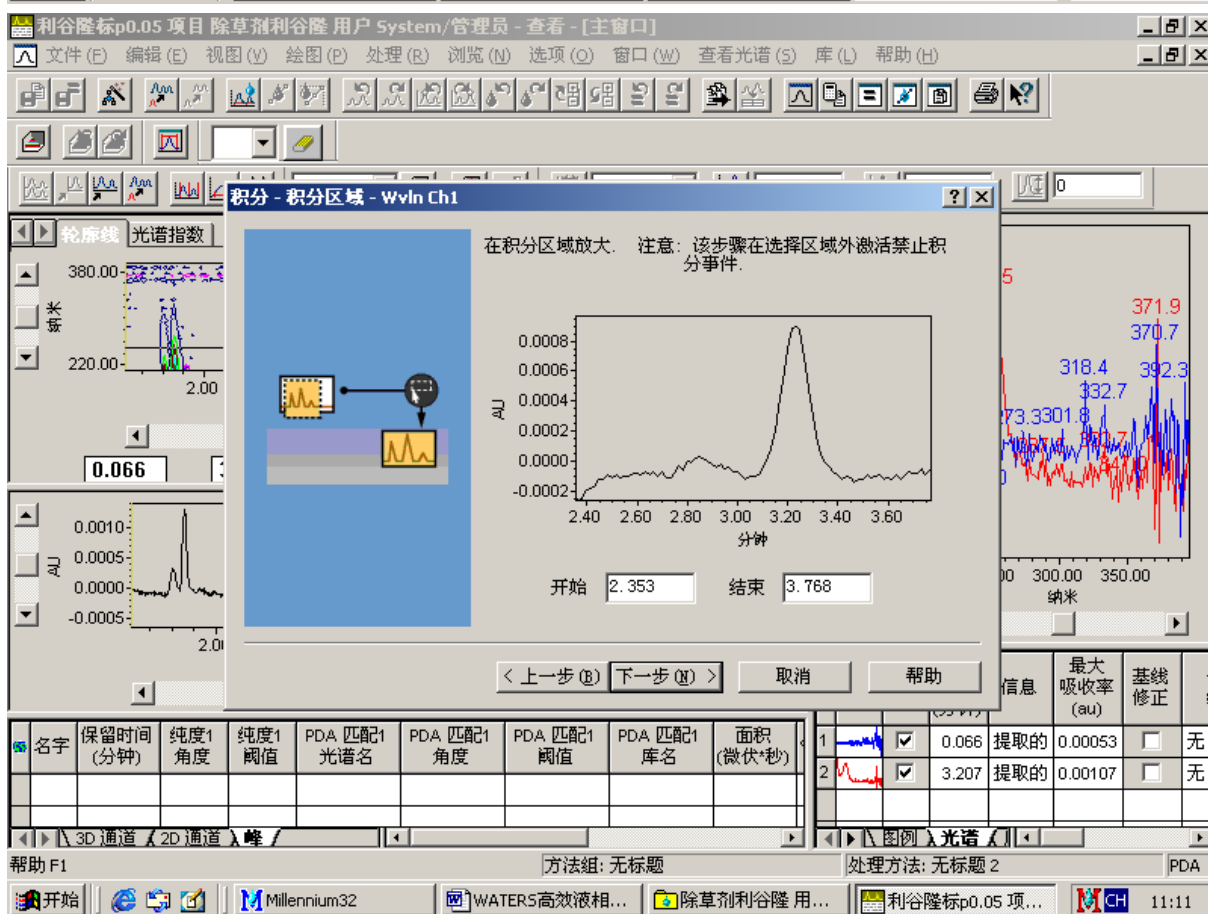 利谷隆标p0.05 项目 除草剂利谷隆 用户 System/管理员 - 查看 - [主窗口]
文件(F) 编辑(E) 视图(V) 绘图(P) 处理(R) 浏览(N) 选项(O) 窗口(W) 查看光谱(S) 库(L) 帮助(H)
0
积分 - 积分区域 - Wvln Ch1
轮廓线 光谱指数
380.00
纳米
220.00
2.00
0.066
0.0010
0.0005
AU
0.0000
-0.0005
在积分区域放大. 注意: 该步骤在选择区域外激活禁止积
分事件.
0.0008
0.0006
0.0004
AU
0.0002
0.0000
-0.0002
2.40 2.60 2.80 3.00 3.20 3.40 3.60
分钟
开始 2.353 结束 3.768
< 上一步(B) 下一步(N) > 取消 帮助
371.9
370.7
318.4 392.3
332.7
301.8
300.00 350.00
纳米
名字 保留时间(分钟) 纯度1角度 纯度1阈值 PDA 匹配1光谱名 PDA 匹配1角度 PDA 匹配1阈值 PDA 匹配1库名 面积(微伏*秒)
信息 最大吸收率(au) 基线修正
1 0.066 提取的 0.00053 无
2 3.207 提取的 0.00107 无
3D 通道 2D 通道 峰
图例 光谱
帮助 F1 方法组: 无标题 处理方法: 无标题 2 PDA
开始 Millennium32 WATERS高效液相... 除草剂利谷隆 用... 利谷隆标p0.05 项... CH 11:11